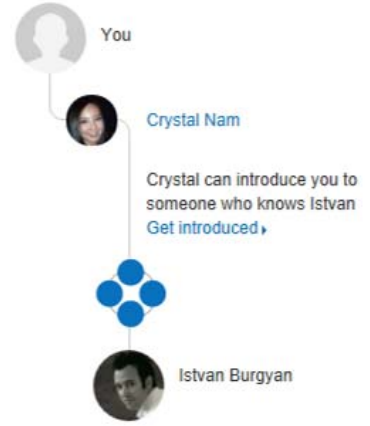 You
Crystal Nam
Crystal can introduce you to
someone who knows Istvan
Get introduced
Istvan Burgyan